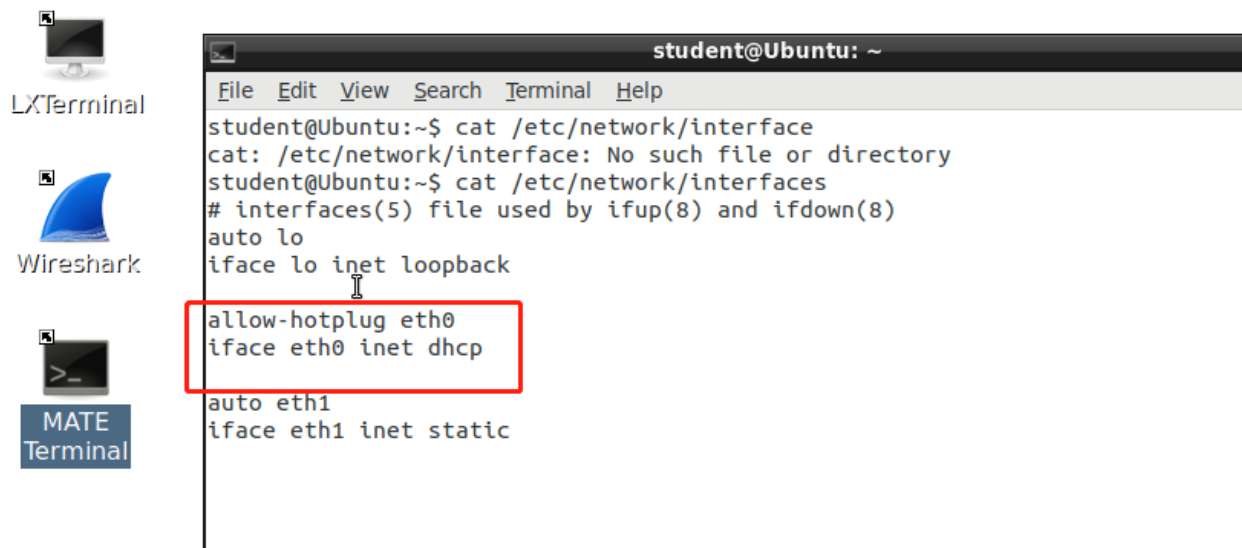 LXTerminal
Wireshark
>_
MATE
Terminal
student@Ubuntu: ~
File Edit View Search Terminal Help
student@Ubuntu:~$ cat /etc/network/interface
cat: /etc/network/interface: No such file or directory
student@Ubuntu:~$ cat /etc/network/interfaces
# interfaces(5) file used by ifup(8) and ifdown(8)
auto lo
iface lo inet loopback
allow-hotplug eth0
iface eth0 inet dhcp
auto eth1
iface eth1 inet static